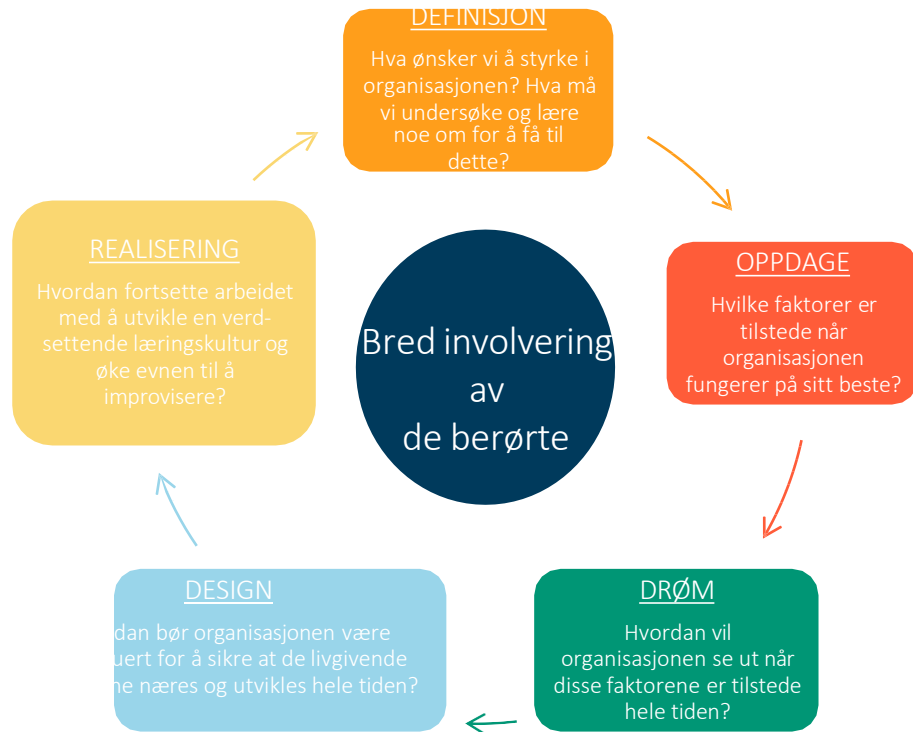 DEFINISJON
Hva ønsker vi å styrke i
organisasjonen? Hva må
vi undersøke og lære
noe om for å få til
dette?
OPPDAGE
Hvilke faktorer er
tilstede når
organisasjonen
fungerer på sitt beste?
DRØM
Hvordan vil
organisasjonen se ut når
disse faktorene er tilstede
hele tiden?
DESIGN
dan bør organisasjonen være
uert for å sikre at de livgivende
ne næres og utvikles hele tiden?
REALISERING
Hvordan fortsette arbeidet
med å utvikle en verd-
settende læringskultur og
øke evnen til å
improvisere?
Bred involvering
av
de berørte